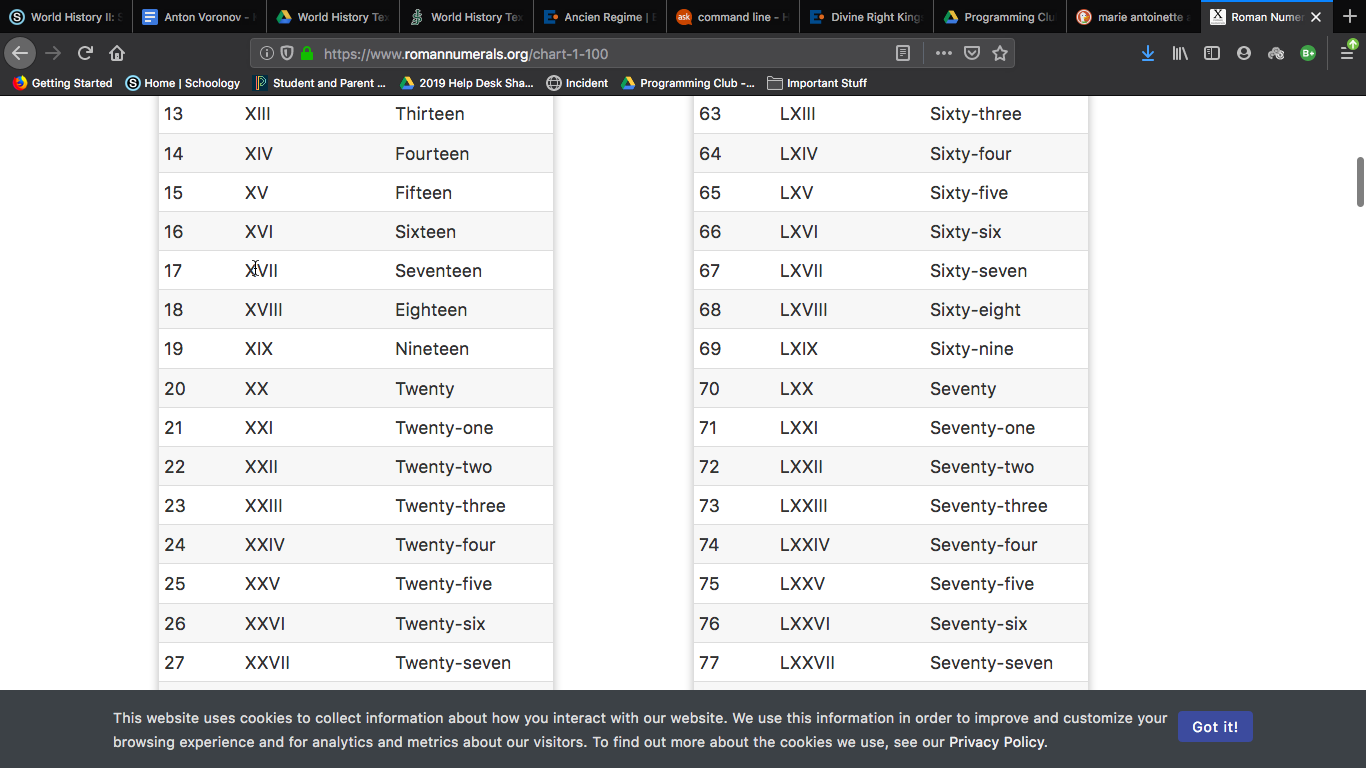 World History II: S
Anton Voronov -
World History Te
World History Te
Ancien Regime |
command line -
Divine Right King
Programming Clu
marie antoinette
Roman Numer
https://www.romannumerals.org/chart-1-100
Getting Started Home | Schoology Student and Parent ... 2019 Help Desk Sha... Incident Programming Club -... Important Stuff
13 XIII Thirteen
14 XIV Fourteen
15 XV Fifteen
16 XVI Sixteen
17 XVII Seventeen
18 XVIII Eighteen
19 XIX Nineteen
20 XX Twenty
21 XXI Twenty-one
22 XXII Twenty-two
23 XXIII Twenty-three
24 XXIV Twenty-four
25 XXV Twenty-five
26 XXVI Twenty-six
27 XXVII Twenty-seven
63 LXIII Sixty-three
64 LXIV Sixty-four
65 LXV Sixty-five
66 LXVI Sixty-six
67 LXVII Sixty-seven
68 LXVIII Sixty-eight
69 LXIX Sixty-nine
70 LXX Seventy
71 LXXI Seventy-one
72 LXXII Seventy-two
73 LXXIII Seventy-three
74 LXXIV Seventy-four
75 LXXV Seventy-five
76 LXXVI Seventy-six
77 LXXVII Seventy-seven
This website uses cookies to collect information about how you interact with our website. We use this information in order to improve and customize your
browsing experience and for analytics and metrics about our visitors. To find out more about the cookies we use, see our Privacy Policy.
Got it!